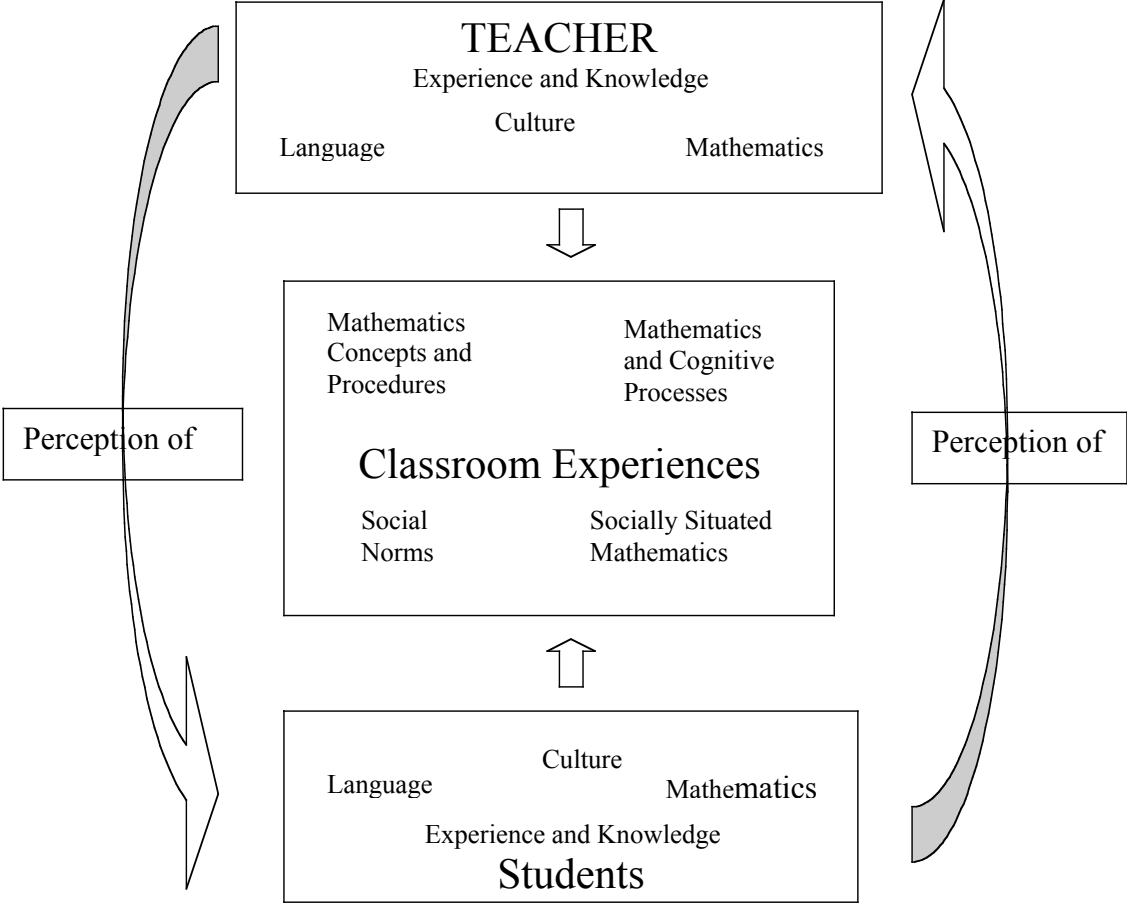 TEACHER
Experience and Knowledge
Culture
Language
Mathematics
Mathematics
Concepts and
Procedures
Mathematics
and Cognitive
Processes
Perception of
Classroom Experiences
Perception of
Social
Norms
Socially Situated
Mathematics
Culture
Language
Mathematics
Experience and Knowledge
Students